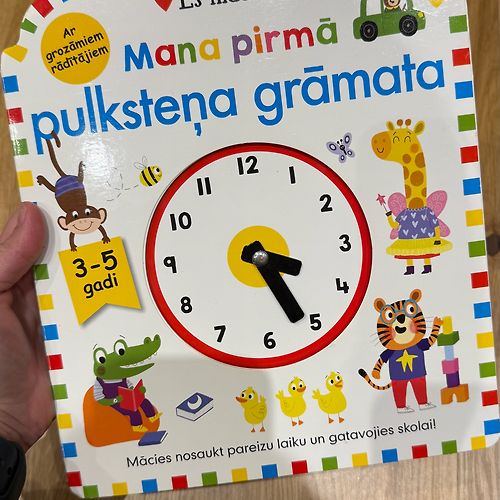 Es
Ar
grozāmiem
rādītājiem
Mana pirmā
pulksteņa grāmata
12
1
2
3
4
5
6
7
8
9
10
11
3-5
gadi
Mācies nosaukt pareizu laiku un gatavojies skolai!